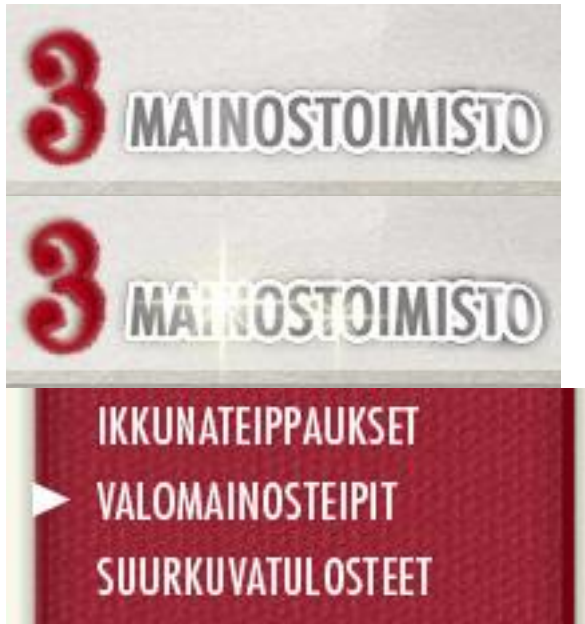 3 MAINOSTOIMISTO
3 MAINOSTOIMISTO
IKKUNATEIPPAUKSET
VALOMAINOSTEIPIT
SUURKUVATULOSTEET